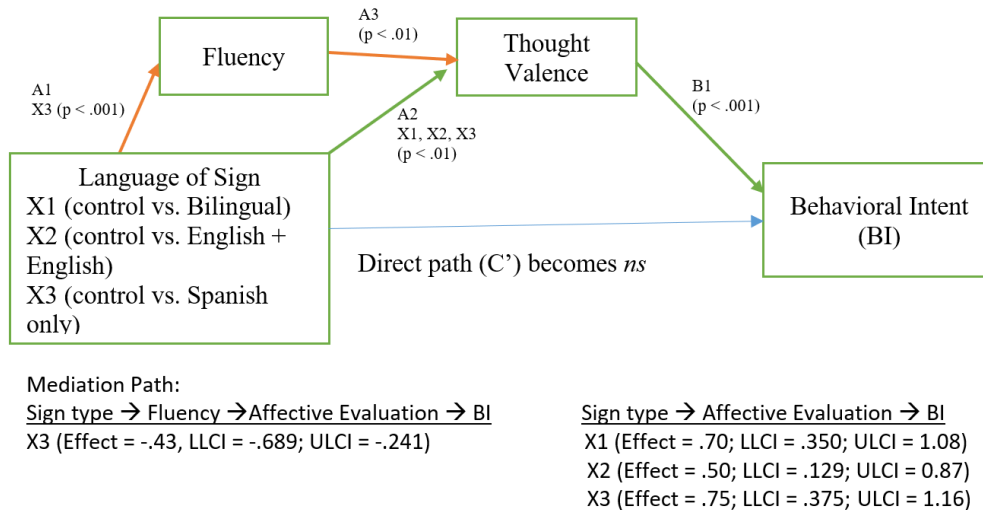 A3
(p < .01)
Fluency
Thought
Valence
A1
X3 (p < .001)
B1
(p < .001)
A2
X1, X2, X3
(p < .01)
Language of Sign
X1 (control vs. Bilingual)
X2 (control vs. English +
English)
X3 (control vs. Spanish
only)
Behavioral Intent
(BI)
Direct path (C’) becomes ns
Mediation Path:
Sign type → Fluency →Affective Evaluation → BI
X3 (Effect = -.43, LLCI = -.689; ULCI = -.241)
Sign type → Affective Evaluation → BI
X1 (Effect = .70; LLCI = .350; ULCI = 1.08)
X2 (Effect = .50; LLCI = .129; ULCI = 0.87)
X3 (Effect = .75; LLCI = .375; ULCI = 1.16)